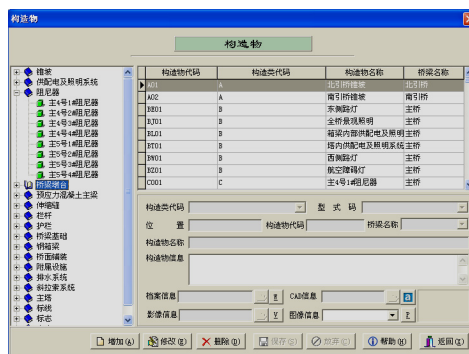 构造物
构造物
锥坡
供配电及照明系统
阻尼器
主4号1#阻尼器
主4号2#阻尼器
主4号3#阻尼器
主4号4#阻尼器
主5号1#阻尼器
主5号2#阻尼器
主5号3#阻尼器
主5号4#阻尼器
桥梁墩台
预应力混凝土主梁
伸缩缝
栏杆
护栏
桥梁基础
钢箱梁
桥面铺装
附属设施
排水系统
斜拉索系统
主塔
标线
标志
构造物代码 构造类代码 构造物名称 桥梁名称
A01 A 北引桥锥坡 北引桥
A02 A 南引桥锥坡 南引桥
BE01 B 东侧路灯 主桥
BJ01 B 全桥景观照明 主桥
BL01 B 箱梁内部供配电及照明 主桥
BT01 B 塔内供配电及照明系统 主桥
BW01 B 西侧路灯 主桥
BZ01 B 航空障碍灯 主桥
C001 C 主4号1#阻尼器 主桥
构造类代码 型 式 码
位 置 构造物代码 桥梁名称
构造物名称
构造物信息
档案信息 CAD信息 a
影像信息 Y 图像信息
增加(A) 修改(E) 删除(D) 保存(S) 放弃(C) 帮助(H) 返回(X)